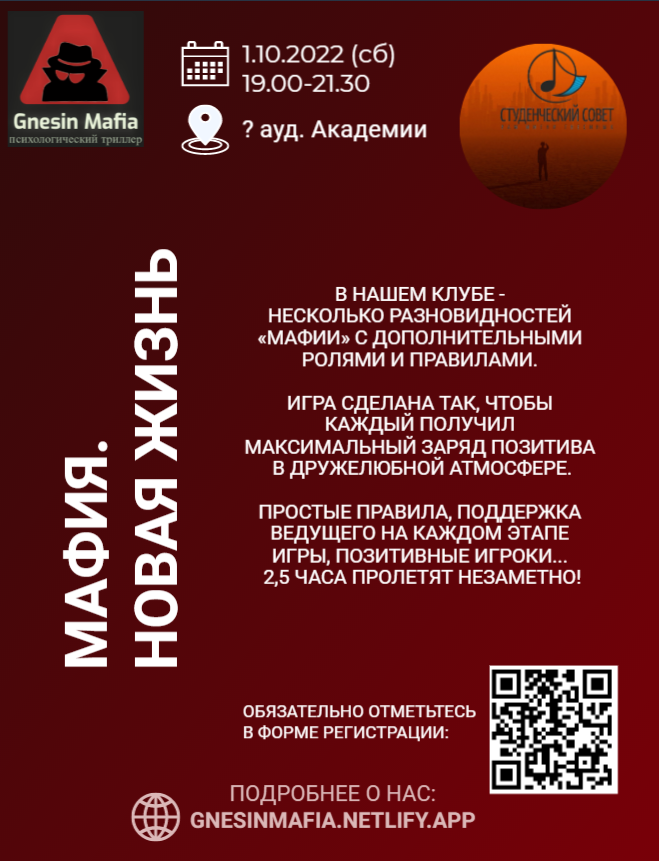 Gnesin Mafia
психологический триллер
1.10.2022 (сб)
19.00-21.30
? ауд. Академии
СТУДЕНЧЕСКИЙ СОВЕТ
МАФИЯ.
НОВАЯ ЖИЗНЬ
В НАШЕМ КЛУБЕ -
НЕСКОЛЬКО РАЗНОВИДНОСТЕЙ
«МАФИИ» С ДОПОЛНИТЕЛЬНЫМИ
РОЛЯМИ И ПРАВИЛАМИ.
ИГРА СДЕЛАНА ТАК, ЧТОБЫ
КАЖДЫЙ ПОЛУЧИЛ
МАКСИМАЛЬНЫЙ ЗАРЯД ПОЗИТИВА
В ДРУЖЕЛЮБНОЙ АТМОСФЕРЕ.
ПРОСТЫЕ ПРАВИЛА, ПОДДЕРЖКА
ВЕДУЩЕГО НА КАЖДОМ ЭТАПЕ
ИГРЫ, ПОЗИТИВНЫЕ ИГРОКИ...
2,5 ЧАСА ПРОЛЕТЯТ НЕЗАМЕТНО!
ОБЯЗАТЕЛЬНО ОТМЕТЬТЕСЬ
В ФОРМЕ РЕГИСТРАЦИИ:
ПОДРОБНЕЕ О НАС:
GNESINMAFIA.NETLIFY.APP